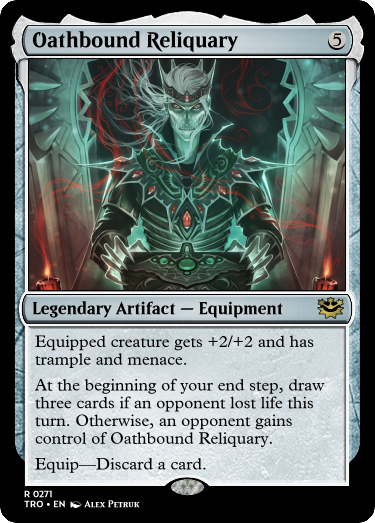 Oathbound Reliquary 5
Legendary Artifact — Equipment
Equipped creature gets +2/+2 and has
trample and menace.
At the beginning of your end step, draw
three cards if an opponent lost life this
turn. Otherwise, an opponent gains
control of Oathbound Reliquary.
Equip—Discard a card.
R 0271
TRO • EN Alex Petruk